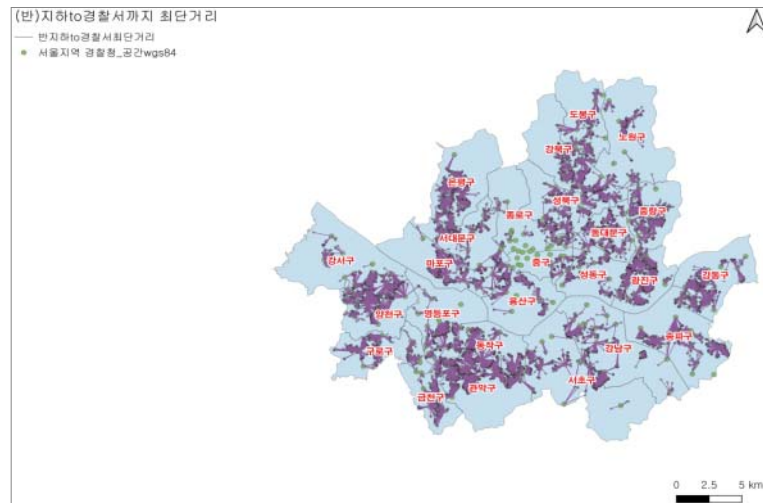 (반)지하to경찰서까지 최단거리
반지하to경찰서최단거리
서울지역 경찰청_공간wgs84
도봉구
노원구
강북구
은평구
성북구
종로구
중랑구
서대문구
동대문구
강서구
마포구
중구
성동구
광진구
강동구
용산구
양천구
영등포구
송파구
구로구
동작구
강남구
서초구
관악구
금천구
0 2.5 5 km